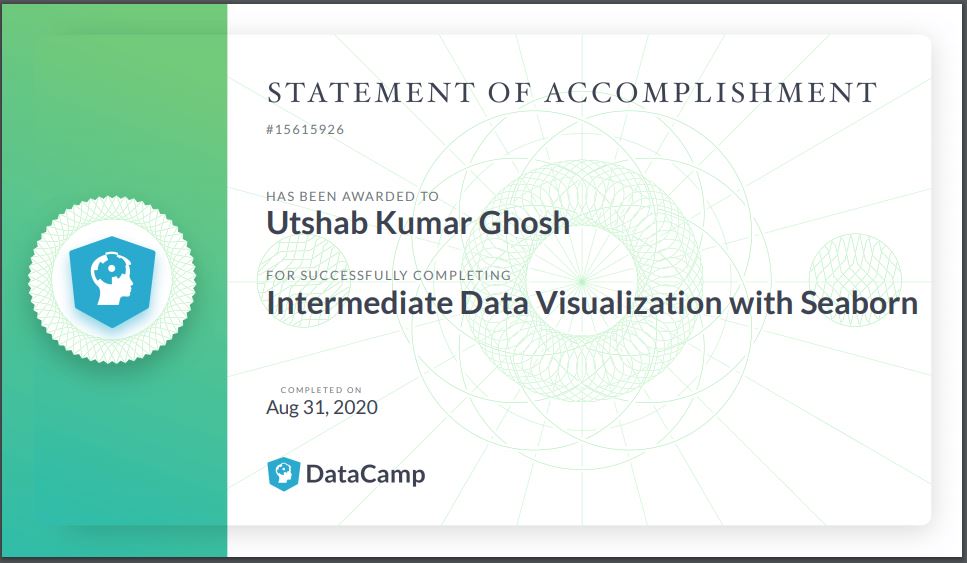 STATEMENT OF ACCOMPLISHMENT
#15615926
HAS BEEN AWARDED TO
Utshab Kumar Ghosh
FOR SUCCESSFULLY COMPLETING
Intermediate Data Visualization with Seaborn
COMPLETED ON
Aug 31, 2020
DataCamp